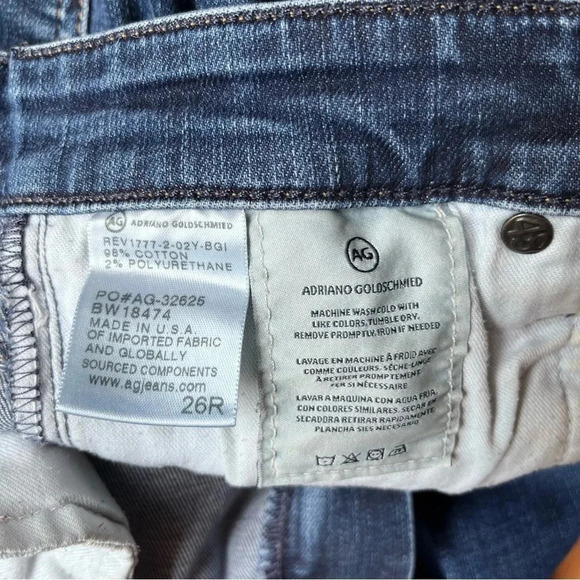 AG ADRIANO GOLDSCHMIED
REV1777-2-02Y-BGI
98% COTTON
2% POLYURETHANE
PO#AG-32625
BW18474
MADE IN U.S.A.
OF IMPORTED FABRIC
AND GLOBALLY
SOURCED COMPONENTS
www.agjeans.com
26R
AG
ADRIANO GOLDSCHMIED
MACHINE WASH COLD WITH
LIKE COLORS, TUMBLE DRY.
REMOVE PROMPTLY, IRON IF NEEDED
LAVAGE EN MACHINE À FROID AVEC
COMME COULEURS. SÈCHE-LINGE
À RETIRER PROMPTEMENT.
FER SI NÉCESSAIRE
LAVAR A MAQUINA CON AGUA FRIA.
CON COLORES SIMILARES. SECAR EN
SECADORA RETIRAR RAPIDAMENTE.
PLANCHA SI ES NECESARIO.